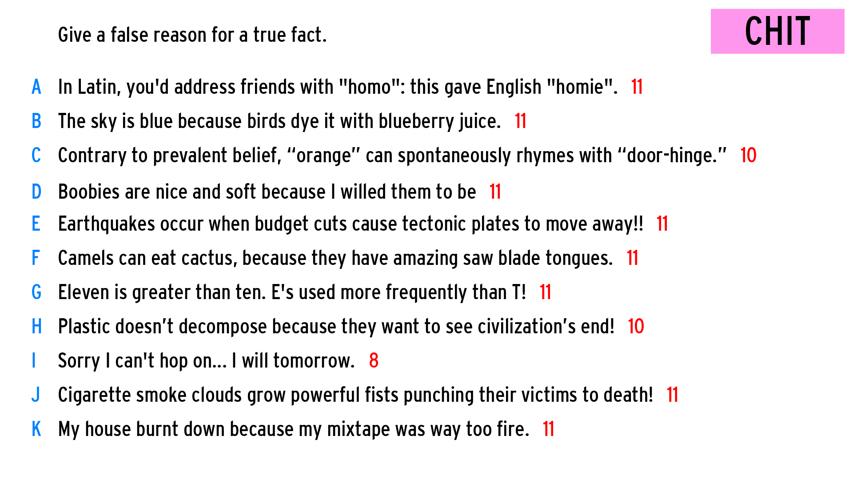 Give a false reason for a true fact.
CHIT
A In Latin, you'd address friends with "homo": this gave English "homie". 11
B The sky is blue because birds dye it with blueberry juice. 11
C Contrary to prevalent belief, “orange” can spontaneously rhymes with “door-hinge.” 10
D Boobies are nice and soft because I willed them to be 11
E Earthquakes occur when budget cuts cause tectonic plates to move away!! 11
F Camels can eat cactus, because they have amazing saw blade tongues. 11
G Eleven is greater than ten. E's used more frequently than T! 11
H Plastic doesn’t decompose because they want to see civilization’s end! 10
I Sorry I can't hop on... I will tomorrow. 8
J Cigarette smoke clouds grow powerful fists punching their victims to death! 11
K My house burnt down because my mixtape was way too fire. 11